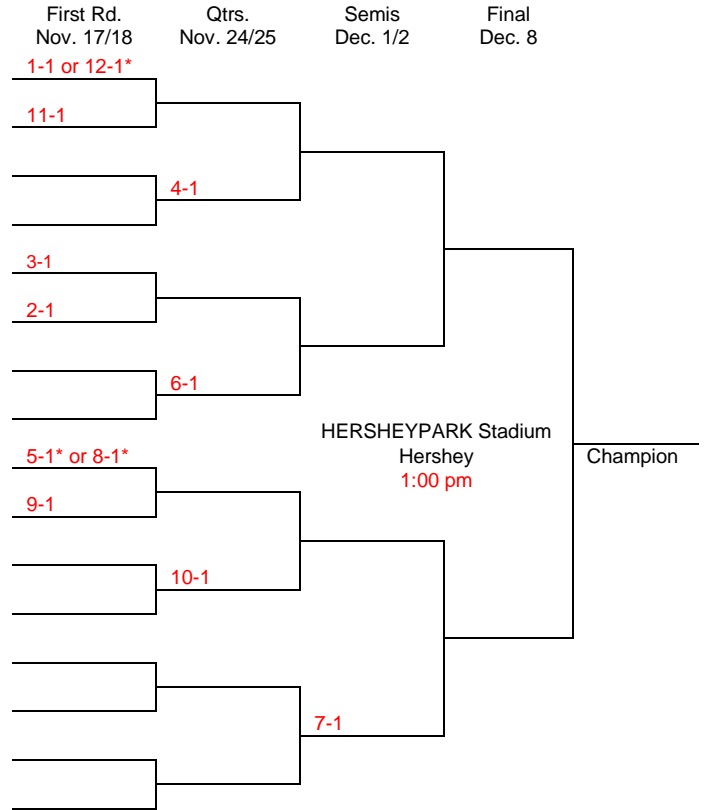 First Rd. Qtrs. Semis Final
Nov. 17/18 Nov. 24/25 Dec. 1/2 Dec. 8
1-1 or 12-1*
11-1
4-1
3-1
2-1
6-1
HERSHEYPARK Stadium
Hershey
1:00 pm
Champion
5-1* or 8-1*
9-1
10-1
7-1